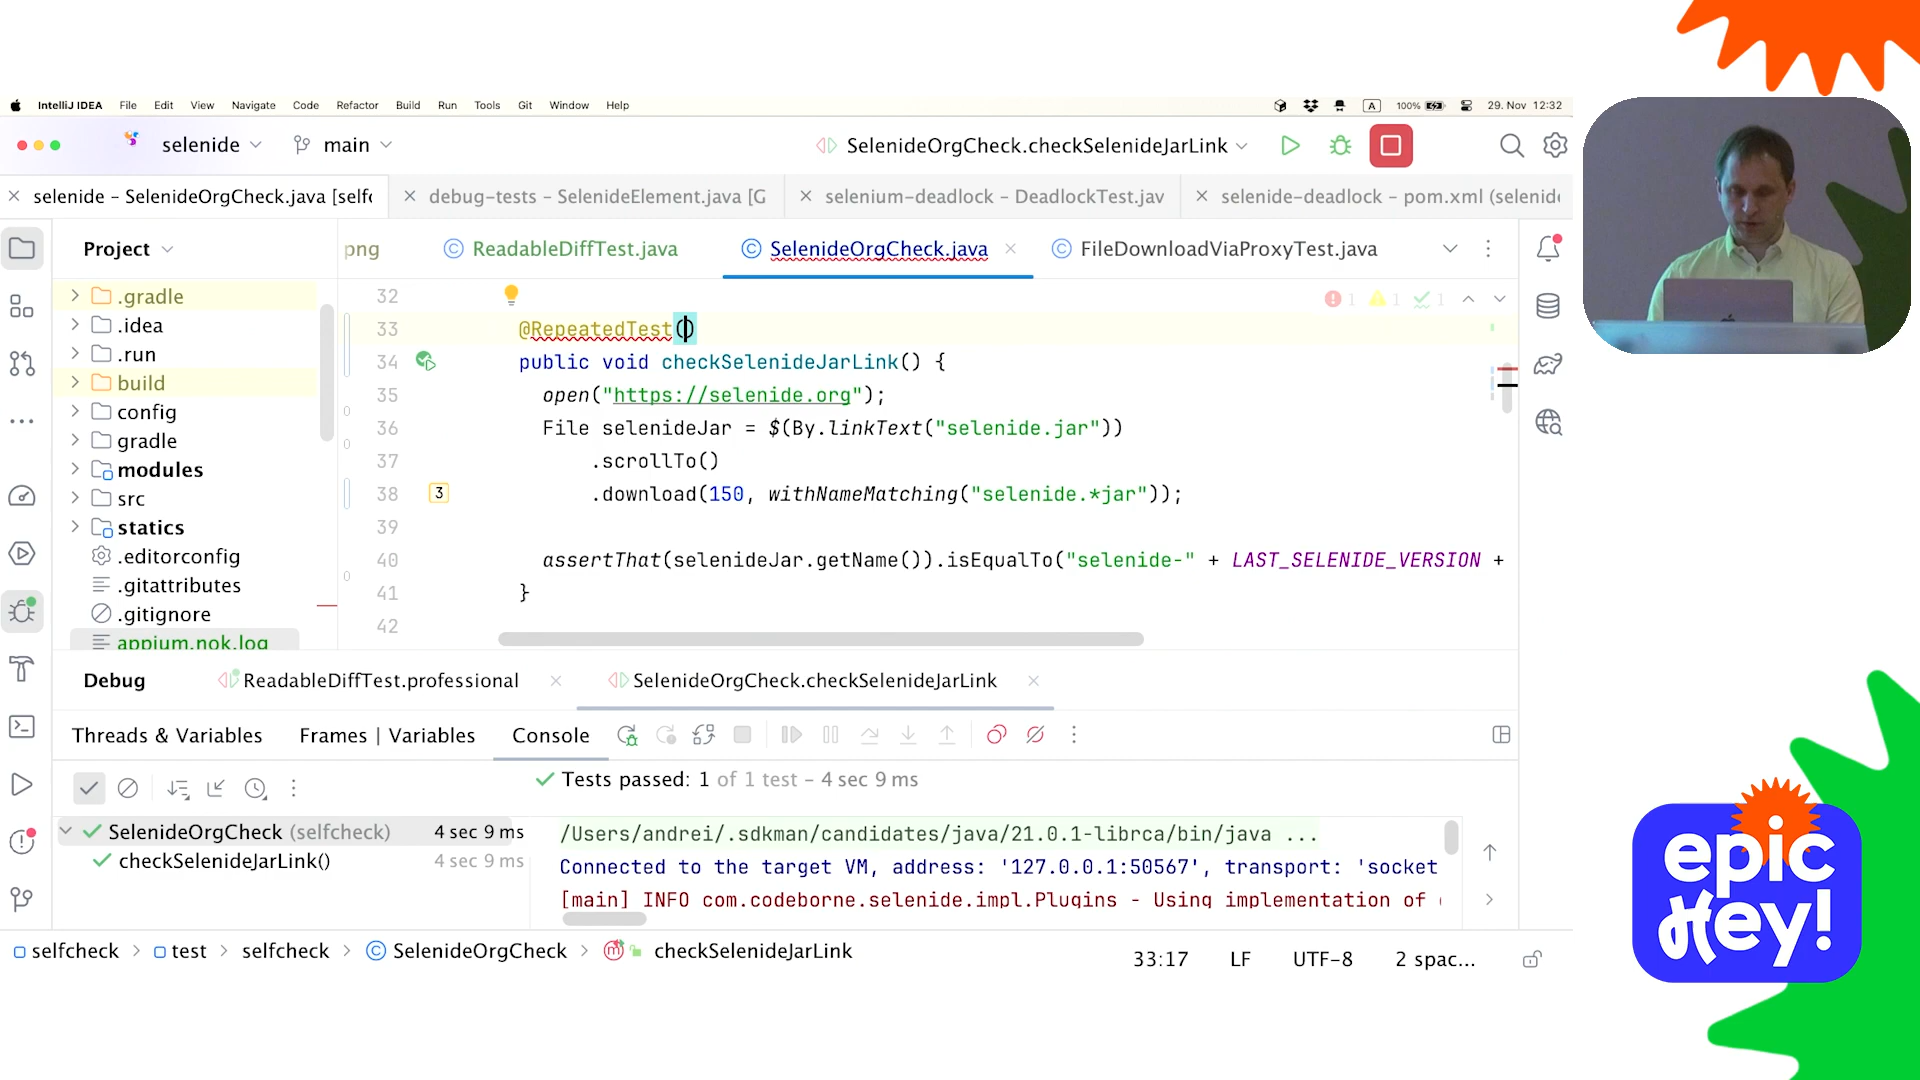 IntelliJ IDEA File Edit View Navigate Code Refactor Build Run Tools Git Window Help A 100% 29. Nov 12:32
selenide main SelenideOrgCheck.checkSelenideJarLink
selenide – SelenideOrgCheck.java [selfc debug-tests – SelenideElement.java [G selenium-deadlock – DeadlockTest.jav selenide-deadlock – pom.xml (selenide
Project png ReadableDiffTest.java SelenideOrgCheck.java FileDownloadViaProxyTest.java
.gradle
.idea
.run
build
config
gradle
modules
src
statics
.editorconfig
.gitattributes
.gitignore
appium.nok.log
32 1 1 1
33 @RepeatedTest()
34 public void checkSelenideJarLink() {
35 open("https://selenide.org");
36 File selenideJar = $(By.linkText("selenide.jar"))
37 .scrollTo()
38 3 .download(150, withNameMatching("selenide.*jar"));
39
40 assertThat(selenideJar.getName()).isEqualTo("selenide-" + LAST_SELENIDE_VERSION +
41 }
42
Debug ReadableDiffTest.professional SelenideOrgCheck.checkSelenideJarLink
Threads & Variables Frames | Variables Console
Tests passed: 1 of 1 test – 4 sec 9 ms
SelenideOrgCheck (selfcheck) 4 sec 9 ms
checkSelenideJarLink() 4 sec 9 ms
/Users/andrei/.sdkman/candidates/java/21.0.1-librca/bin/java ...
Connected to the target VM, address: '127.0.0.1:50567', transport: 'socket
[main] INFO com.codeborne.selenide.impl.Plugins - Using implementation of
selfcheck > test > selfcheck > SelenideOrgCheck > checkSelenideJarLink
33:17 LF UTF-8 2 spac...
epic
Hey!